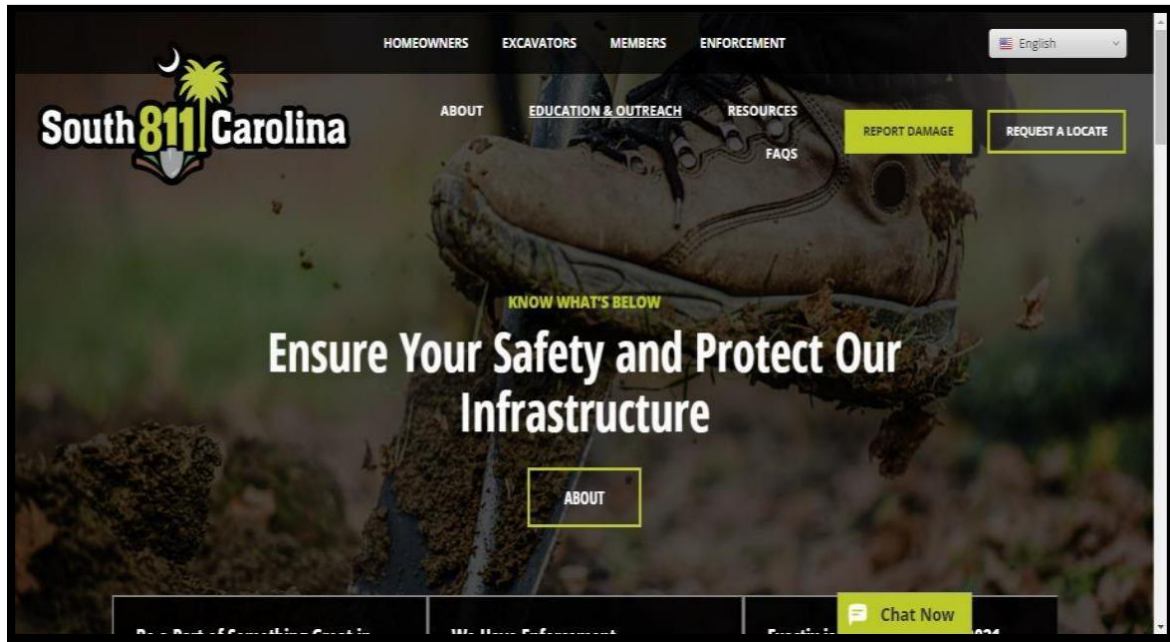 HOMEOWNERS EXCAVATORS MEMBERS ENFORCEMENT
English
South 811 Carolina
ABOUT EDUCATION & OUTREACH RESOURCES
FAQS
REPORT DAMAGE
REQUEST A LOCATE
KNOW WHAT'S BELOW
Ensure Your Safety and Protect Our
Infrastructure
ABOUT
Chat Now